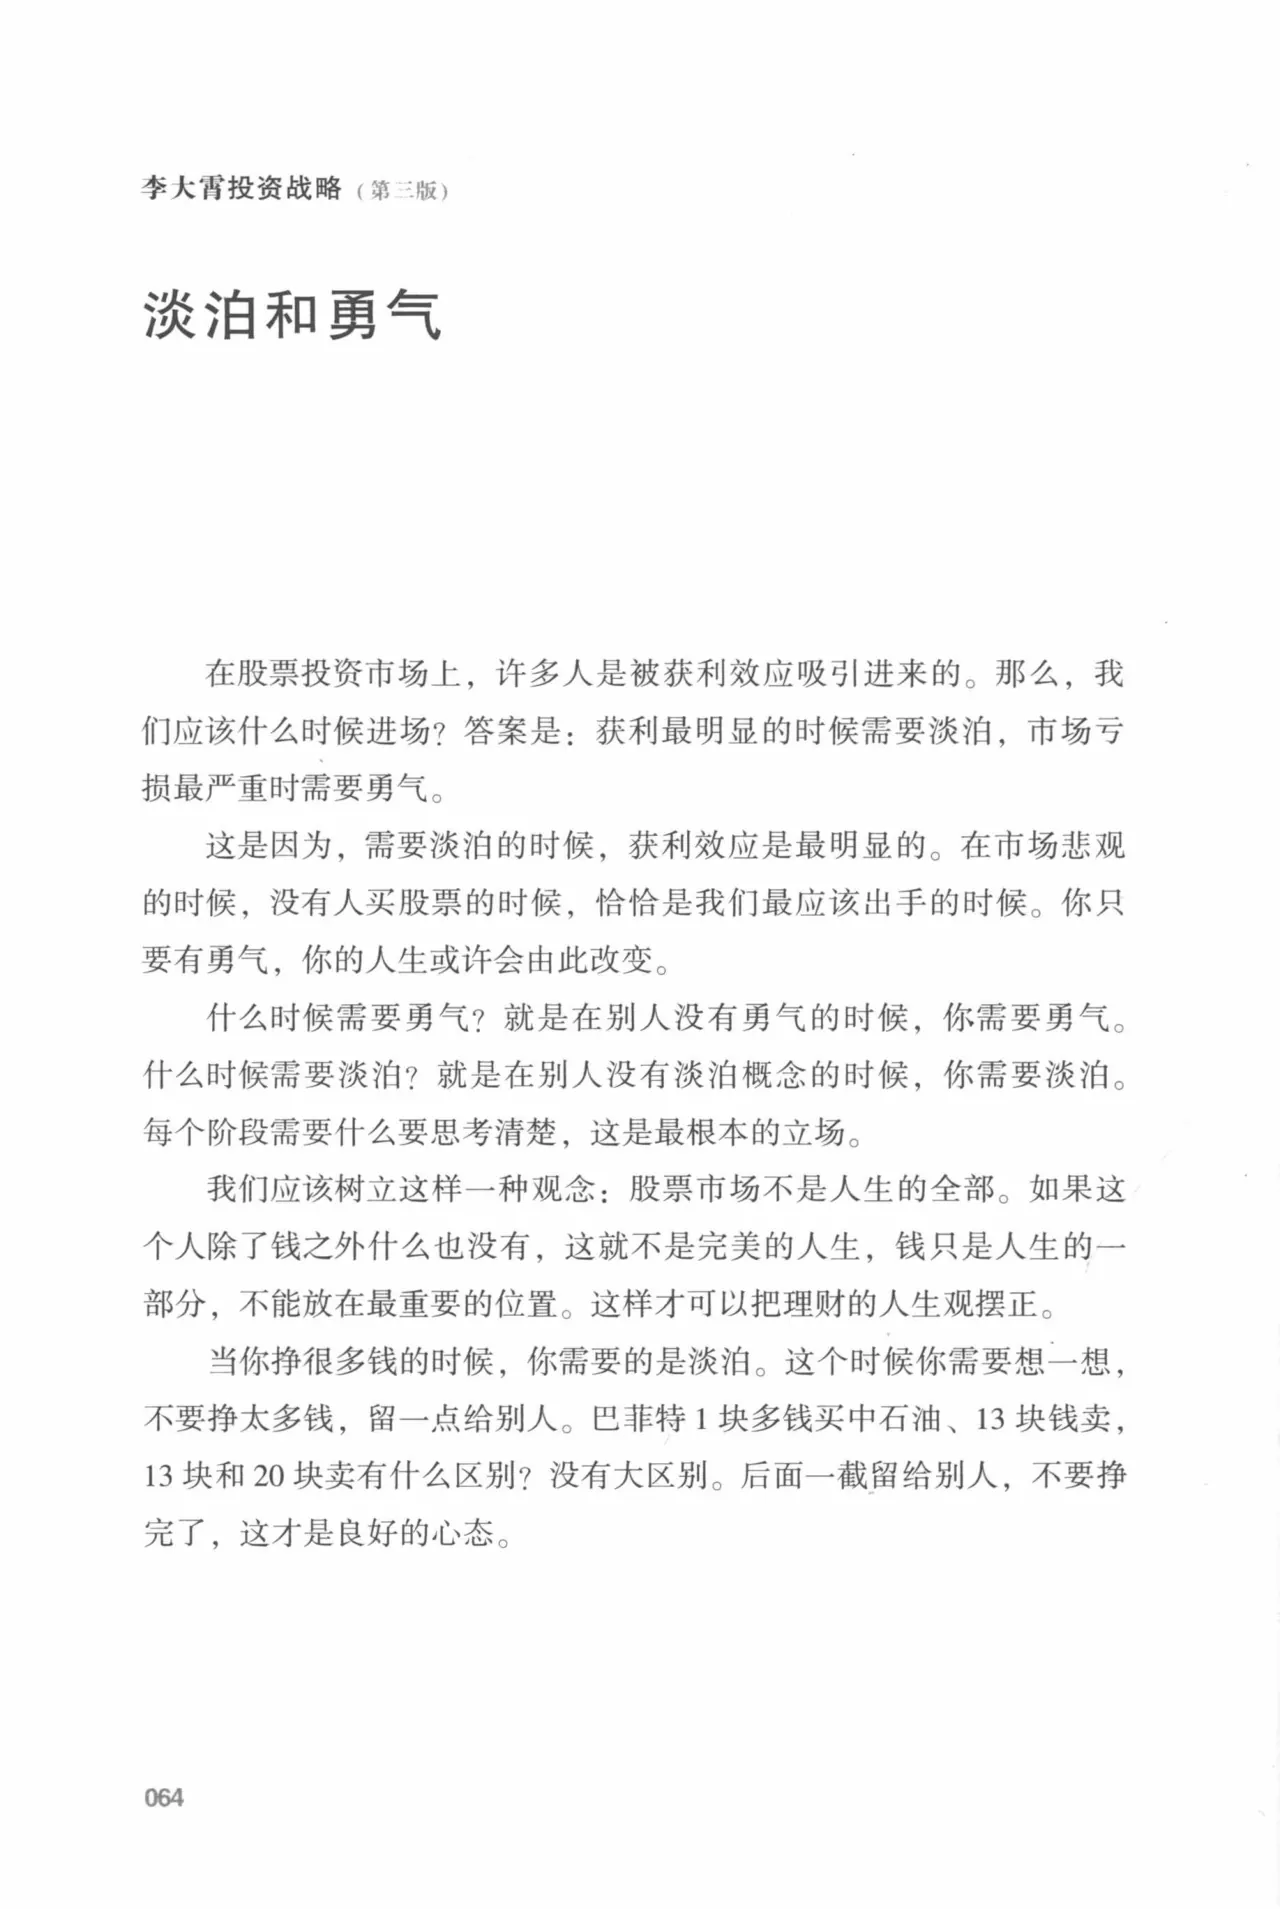 李大霄投资战略（第三版）
淡泊和勇气
在股票投资市场上，许多人是被获利效应吸引进来的。那么，我
们应该什么时候进场？答案是：获利最明显的时候需要淡泊，市场亏
损最严重时需要勇气。
这是因为，需要淡泊的时候，获利效应是最明显的。在市场悲观
的时候，没有人买股票的时候，恰恰是我们最应该出手的时候。你只
要有勇气，你的人生或许会由此改变。
什么时候需要勇气？就是在别人没有勇气的时候，你需要勇气。
什么时候需要淡泊？就是在别人没有淡泊概念的时候，你需要淡泊。
每个阶段需要什么要思考清楚，这是最根本的立场。
我们应该树立这样一种观念：股票市场不是人生的全部。如果这
个人除了钱之外什么也没有，这就不是完美的人生，钱只是人生的一
部分，不能放在最重要的位置。这样才可以把理财的人生观摆正。
当你挣很多钱的时候，你需要的是淡泊。这个时候你需要想一想，
不要挣太多钱，留一点给别人。巴菲特 1 块多钱买中石油、13 块钱卖，
13 块和 20 块卖有什么区别？没有大区别。后面一截留给别人，不要挣
完了，这才是良好的心态。
064